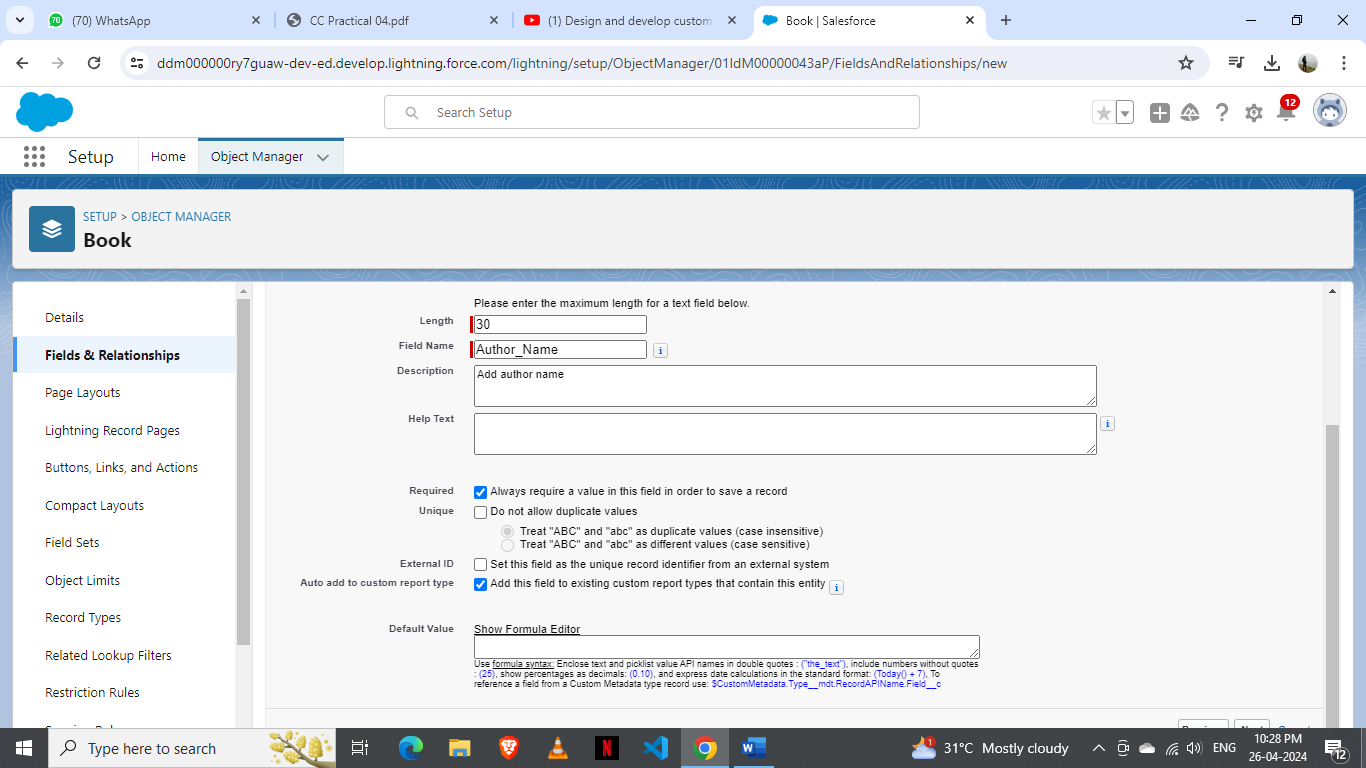 (70) WhatsApp
CC Practical 04.pdf
(1) Design and develop custom
Book | Salesforce
ddm000000ry7guaw-dev-ed.develop.lightning.force.com/lightning/setup/ObjectManager/01IdM00000043aP/FieldsAndRelationships/new
Search Setup
12
Setup
Home
Object Manager
SETUP > OBJECT MANAGER
Book
Details
Fields & Relationships
Page Layouts
Lightning Record Pages
Buttons, Links, and Actions
Compact Layouts
Field Sets
Object Limits
Record Types
Related Lookup Filters
Restriction Rules
Please enter the maximum length for a text field below.
Length 30
Field Name Author_Name
Description Add author name
Help Text
Required Always require a value in this field in order to save a record
Unique Do not allow duplicate values
Treat "ABC" and "abc" as duplicate values (case insensitive)
Treat "ABC" and "abc" as different values (case sensitive)
External ID Set this field as the unique record identifier from an external system
Auto add to custom report type Add this field to existing custom report types that contain this entity
Default Value Show Formula Editor
Use formula syntax: Enclose text and picklist value API names in double quotes : ("the_text"), include numbers without quotes
: (25), show percentages as decimals: (0.10), and express date calculations in the standard format: (Today() + 7), To
reference a field from a Custom Metadata type record use: $CustomMetadata.Type__mdt.RecordAPIName.Field__c
Type here to search
31°C Mostly cloudy
ENG
10:28 PM
26-04-2024
12